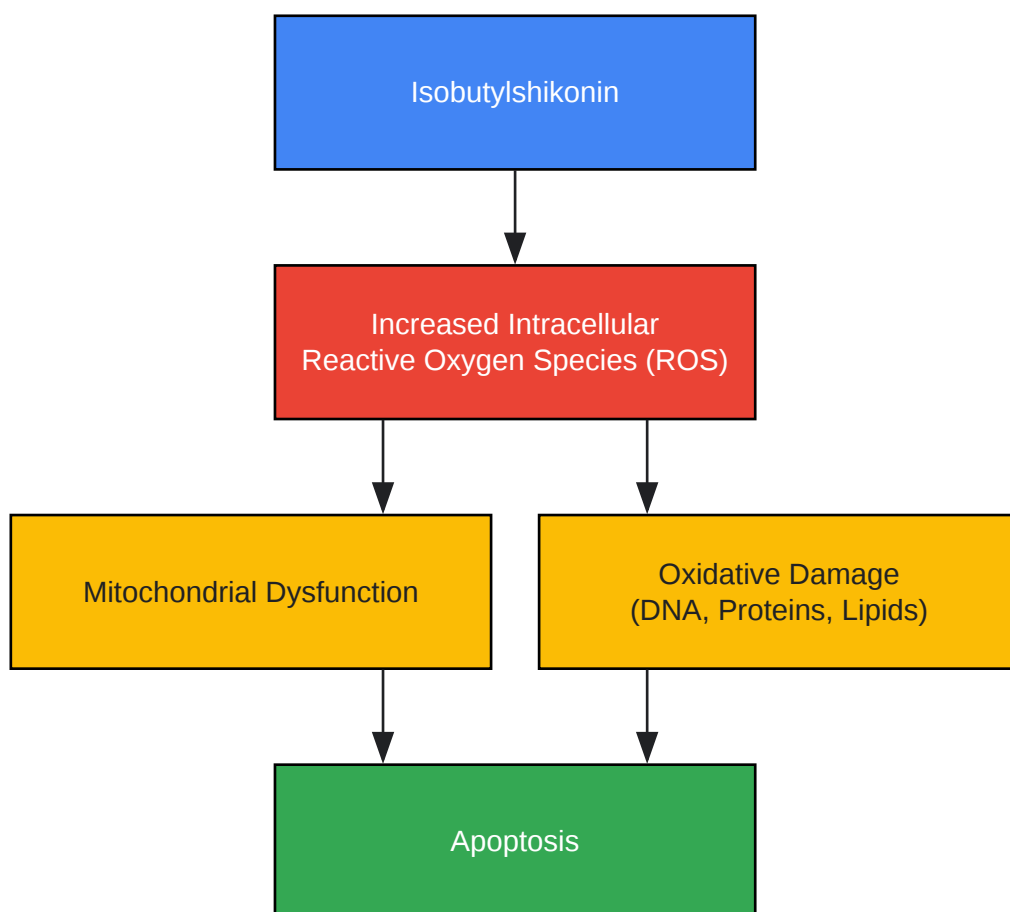 Isobutylshikonin
Increased Intracellular
Reactive Oxygen Species (ROS)
Mitochondrial Dysfunction
Oxidative Damage
(DNA, Proteins, Lipids)
Apoptosis